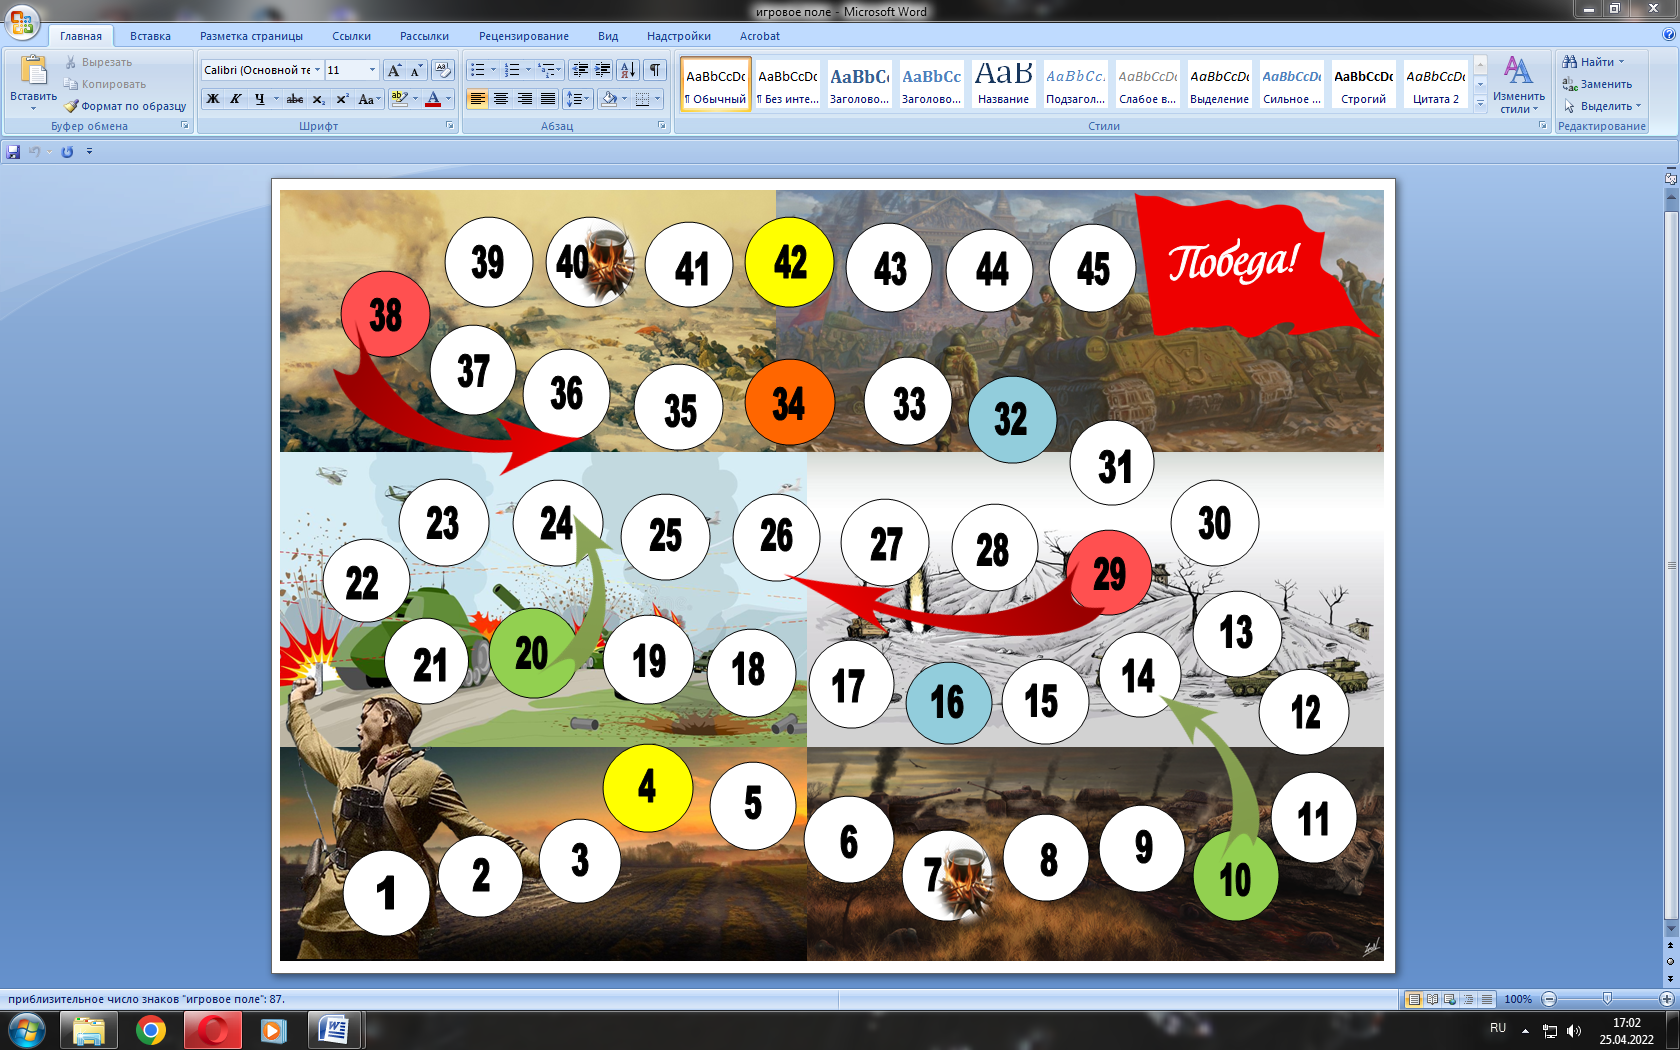 игровое поле - Microsoft Word
Главная Вставка Разметка страницы Ссылки Рассылки Рецензирование Вид Надстройки Acrobat
Вставить
Вырезать
Копировать
Формат по образцу
Буфер обмена
Calibri (Основной те 11
Ж К Ч abc x₂ x² Aa
Шрифт
Абзац
AaBbCcDc AaBbCcDc AaBbC AaBbCc AaB AaBbCc. AaBbCcDc AaBbCcDc AaBbCcDc AaBbCcDc AaBbCcDc
¶ Обычный ¶ Без инте... Заголово... Заголово... Название Подзагол... Слабое в... Выделение Сильное ... Строгий Цитата 2
Стили
Изменить
стили
Найти
Заменить
Выделить
Редактирование
39 40 41 42 43 44 45
Победа!
38
37 36 35 34 33 32
31
23 24 25 26 27 28 29 30
22
21 20 19 18 17 16 15 14 13
12
4 5
1 2 3
6 7 8 9 10 11
приблизительное число знаков "игровое поле": 87.
100%
RU
17:02
25.04.2022